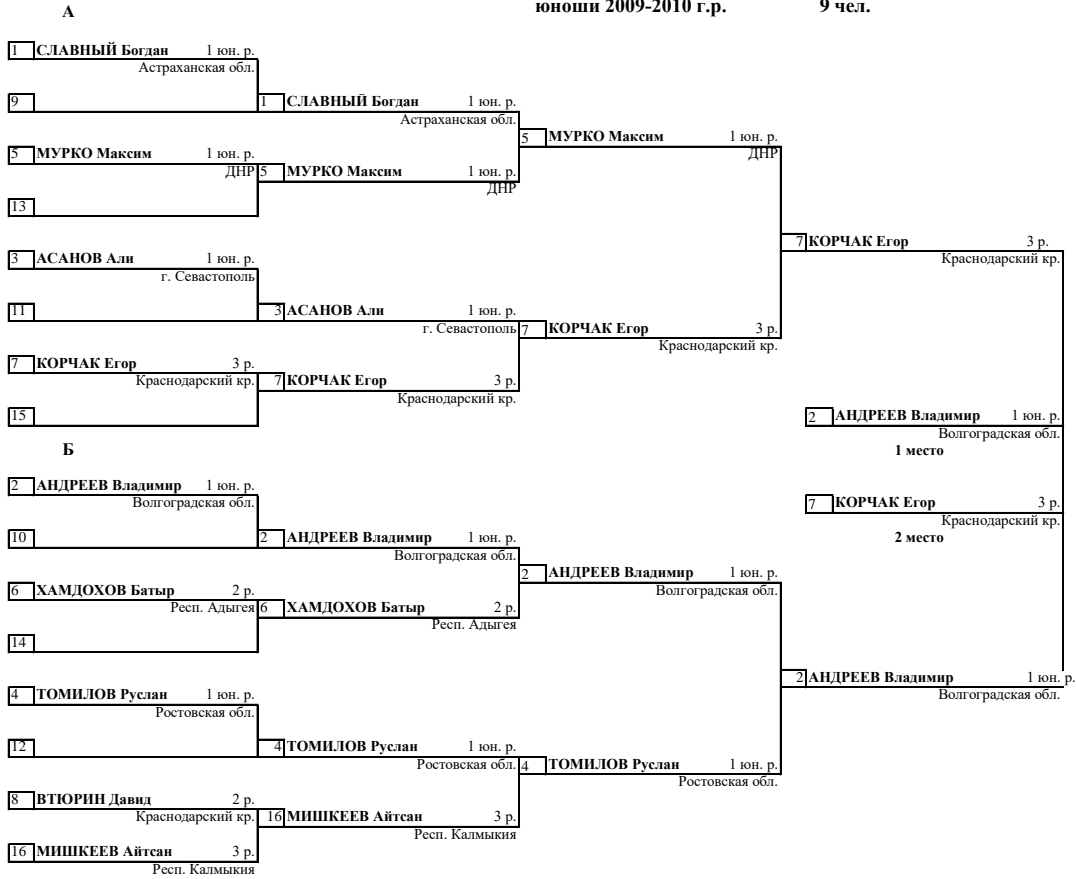 юноши 2009-2010 г.р. 9 чел.
А
1 СЛАВНЫЙ Богдан 1 юн. р.
Астраханская обл.
9
1 СЛАВНЫЙ Богдан 1 юн. р.
Астраханская обл.
5 МУРКО Максим 1 юн. р.
ДНР
5 МУРКО Максим 1 юн. р.
ДНР
5 МУРКО Максим 1 юн. р.
ДНР
13
7 КОРЧАК Егор 3 р.
Краснодарский кр.
3 АСАНОВ Али 1 юн. р.
г. Севастополь
11
3 АСАНОВ Али 1 юн. р.
г. Севастополь
7 КОРЧАК Егор 3 р.
Краснодарский кр.
7 КОРЧАК Егор 3 р.
Краснодарский кр.
7 КОРЧАК Егор 3 р.
Краснодарский кр.
15
2 АНДРЕЕВ Владимир 1 юн. р.
Волгоградская обл.
1 место
Б
2 АНДРЕЕВ Владимир 1 юн. р.
Волгоградская обл.
7 КОРЧАК Егор 3 р.
Краснодарский кр.
2 место
10
2 АНДРЕЕВ Владимир 1 юн. р.
Волгоградская обл.
2 АНДРЕЕВ Владимир 1 юн. р.
Волгоградская обл.
6 ХАМДОХОВ Батыр 2 р.
Респ. Адыгея
6 ХАМДОХОВ Батыр 2 р.
Респ. Адыгея
14
2 АНДРЕЕВ Владимир 1 юн. р.
Волгоградская обл.
4 ТОМИЛОВ Руслан 1 юн. р.
Ростовская обл.
12
4 ТОМИЛОВ Руслан 1 юн. р.
Ростовская обл.
4 ТОМИЛОВ Руслан 1 юн. р.
Ростовская обл.
8 ВТЮРИН Давид 2 р.
Краснодарский кр.
16 МИШКЕЕВ Айтсан 3 р.
Респ. Калмыкия
16 МИШКЕЕВ Айтсан 3 р.
Респ. Калмыкия